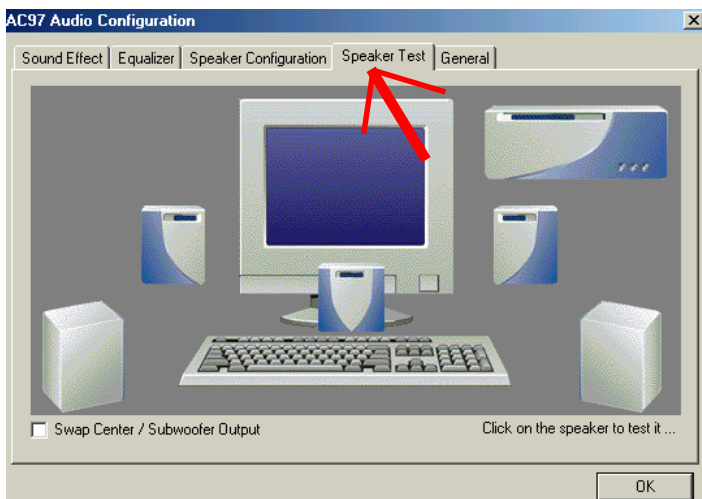 AC97 Audio Configuration
Sound Effect Equalizer Speaker Configuration Speaker Test General
Swap Center / Subwoofer Output Click on the speaker to test it ...
OK